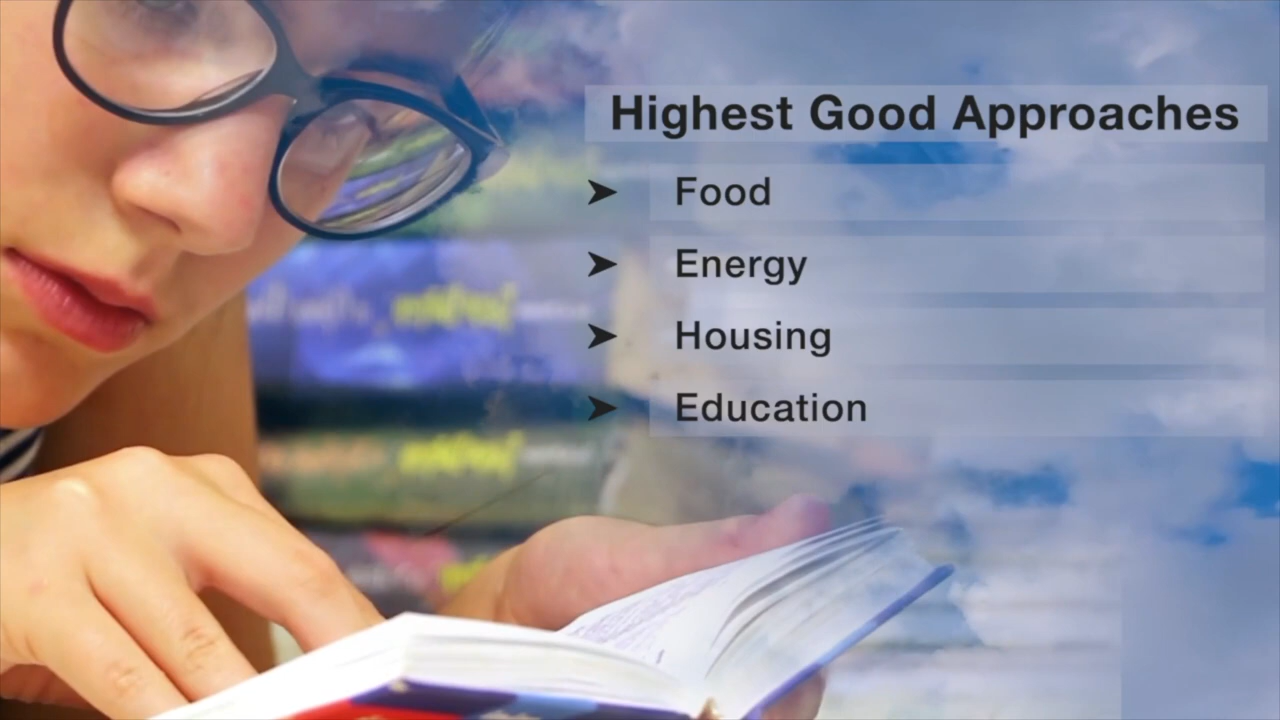 Highest Good Approaches
➤ Food
➤ Energy
➤ Housing
➤ Education